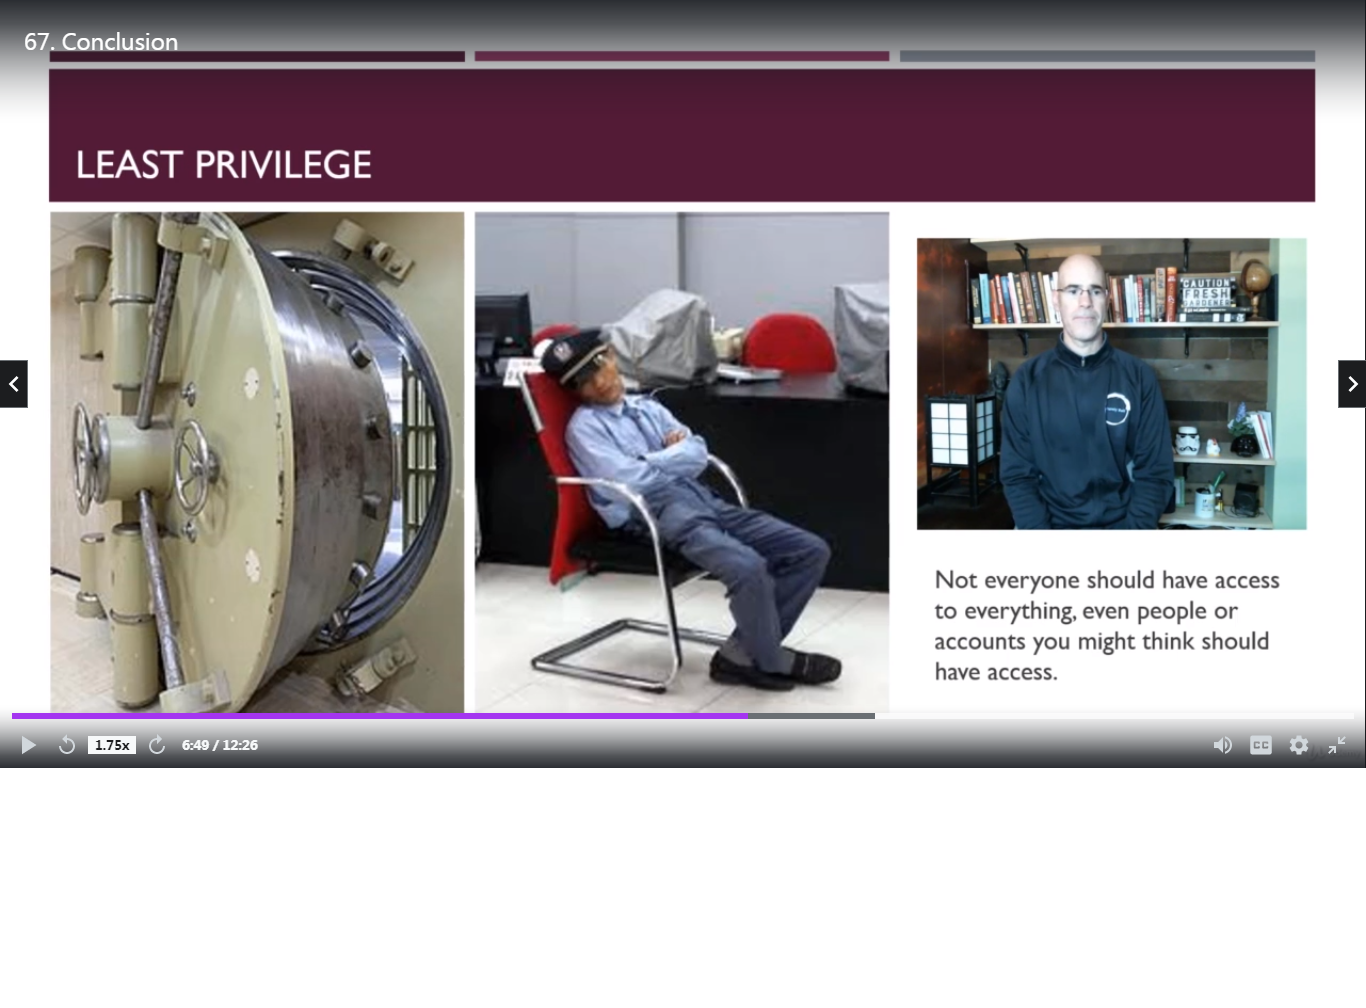 67. Conclusion
LEAST PRIVILEGE
CAUTION
FRESH
GARDENER
Not everyone should have access
to everything, even people or
accounts you might think should
have access.
1.75x
6:49 / 12:26
CC